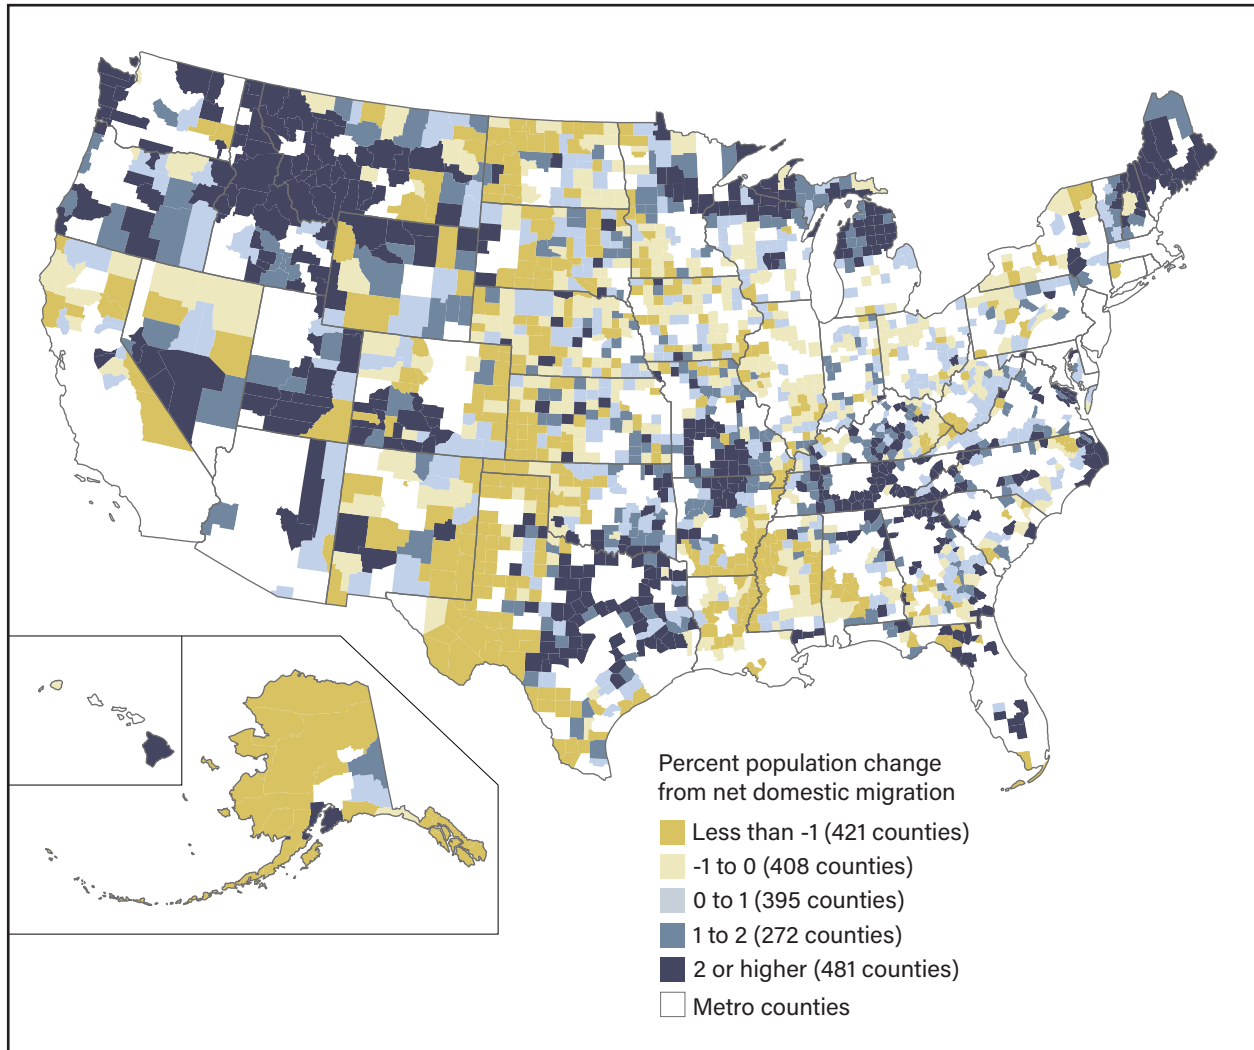 Percent population change
from net domestic migration
Less than -1 (421 counties)
-1 to 0 (408 counties)
0 to 1 (395 counties)
1 to 2 (272 counties)
2 or higher (481 counties)
Metro counties